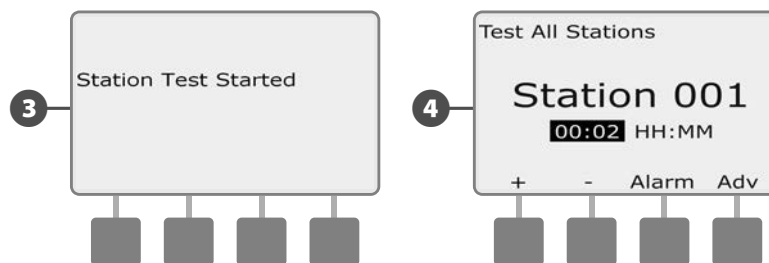 3
Station Test Started
4
Test All Stations
Station 001
00:02 HH:MM
+ - Alarm Adv